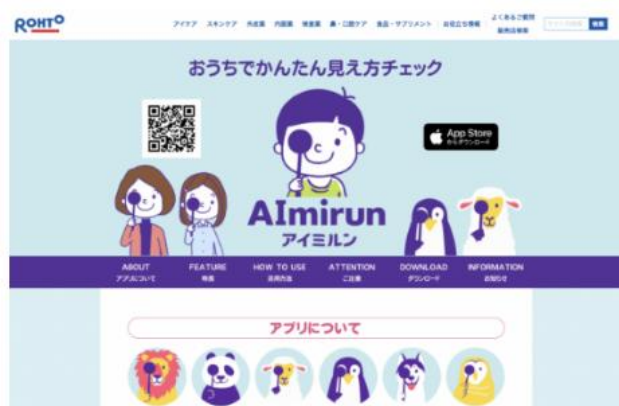 ROHTO
アイケア スキンケア 外皮薬 内服薬 検査薬 鼻・口腔ケア 食品・サプリメント お役立ち情報
よくあるご質問
販売店検索
検索
おうちでかんたん見え方チェック
App Store
からダウンロード
AImirun
アイミルン
ABOUT FEATURE HOW TO USE ATTENTION DOWNLOAD INFORMATION
アプリについて 特長 活用方法 ご注意 ダウンロード お知らせ
アプリについて